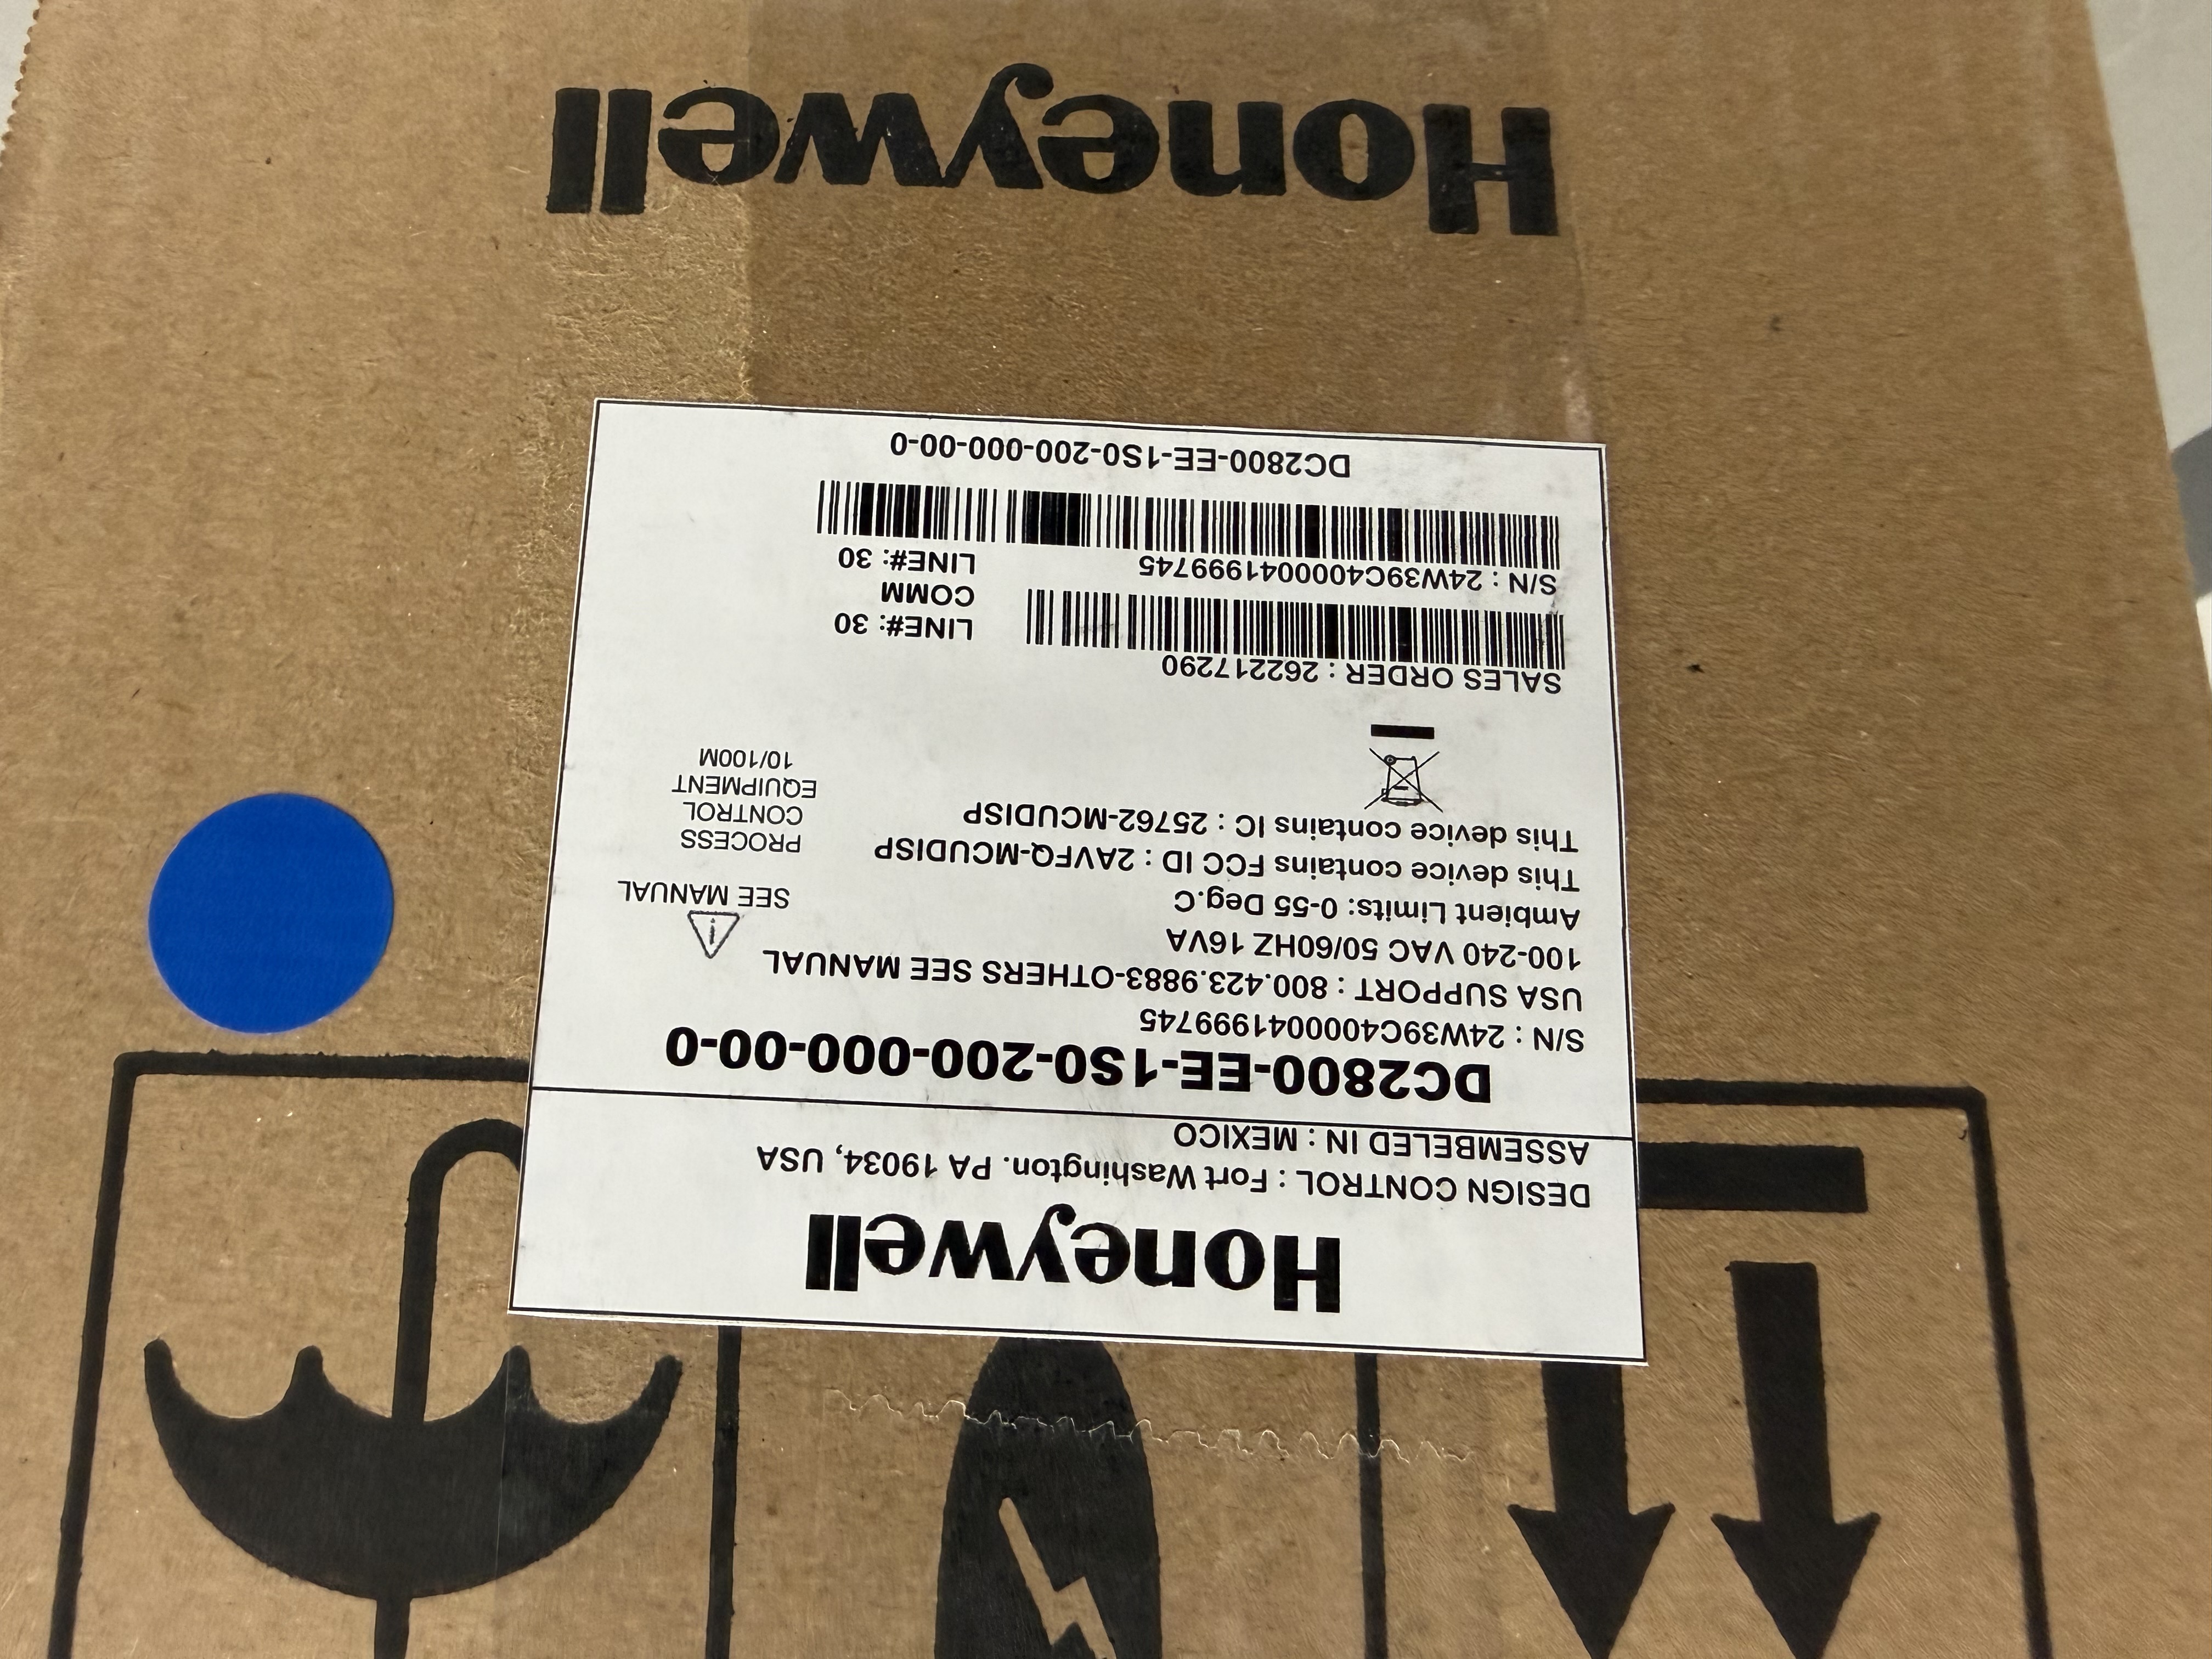 Honeywell
DESIGN CONTROL : Fort Washington. PA 19034, USA
ASSEMBELED IN : MEXICO
DC2800-EE-1S0-200-000-00-0
S/N : 24W39C4000041999745
USA SUPPORT : 800.423.9883-OTHERS SEE MANUAL
100-240 VAC 50/60HZ 16VA
Ambient Limits: 0-55 Deg.C
This device contains FCC ID : 2AVFQ-MCUDISP
This device contains IC : 25762-MCUDISP
SEE MANUAL
PROCESS
CONTROL
EQUIPMENT
10/100M
SALES ORDER : 262217290
LINE#: 30
COMM
LINE#: 30
S/N : 24W39C4000041999745
DC2800-EE-1S0-200-000-00-0
Honeywell